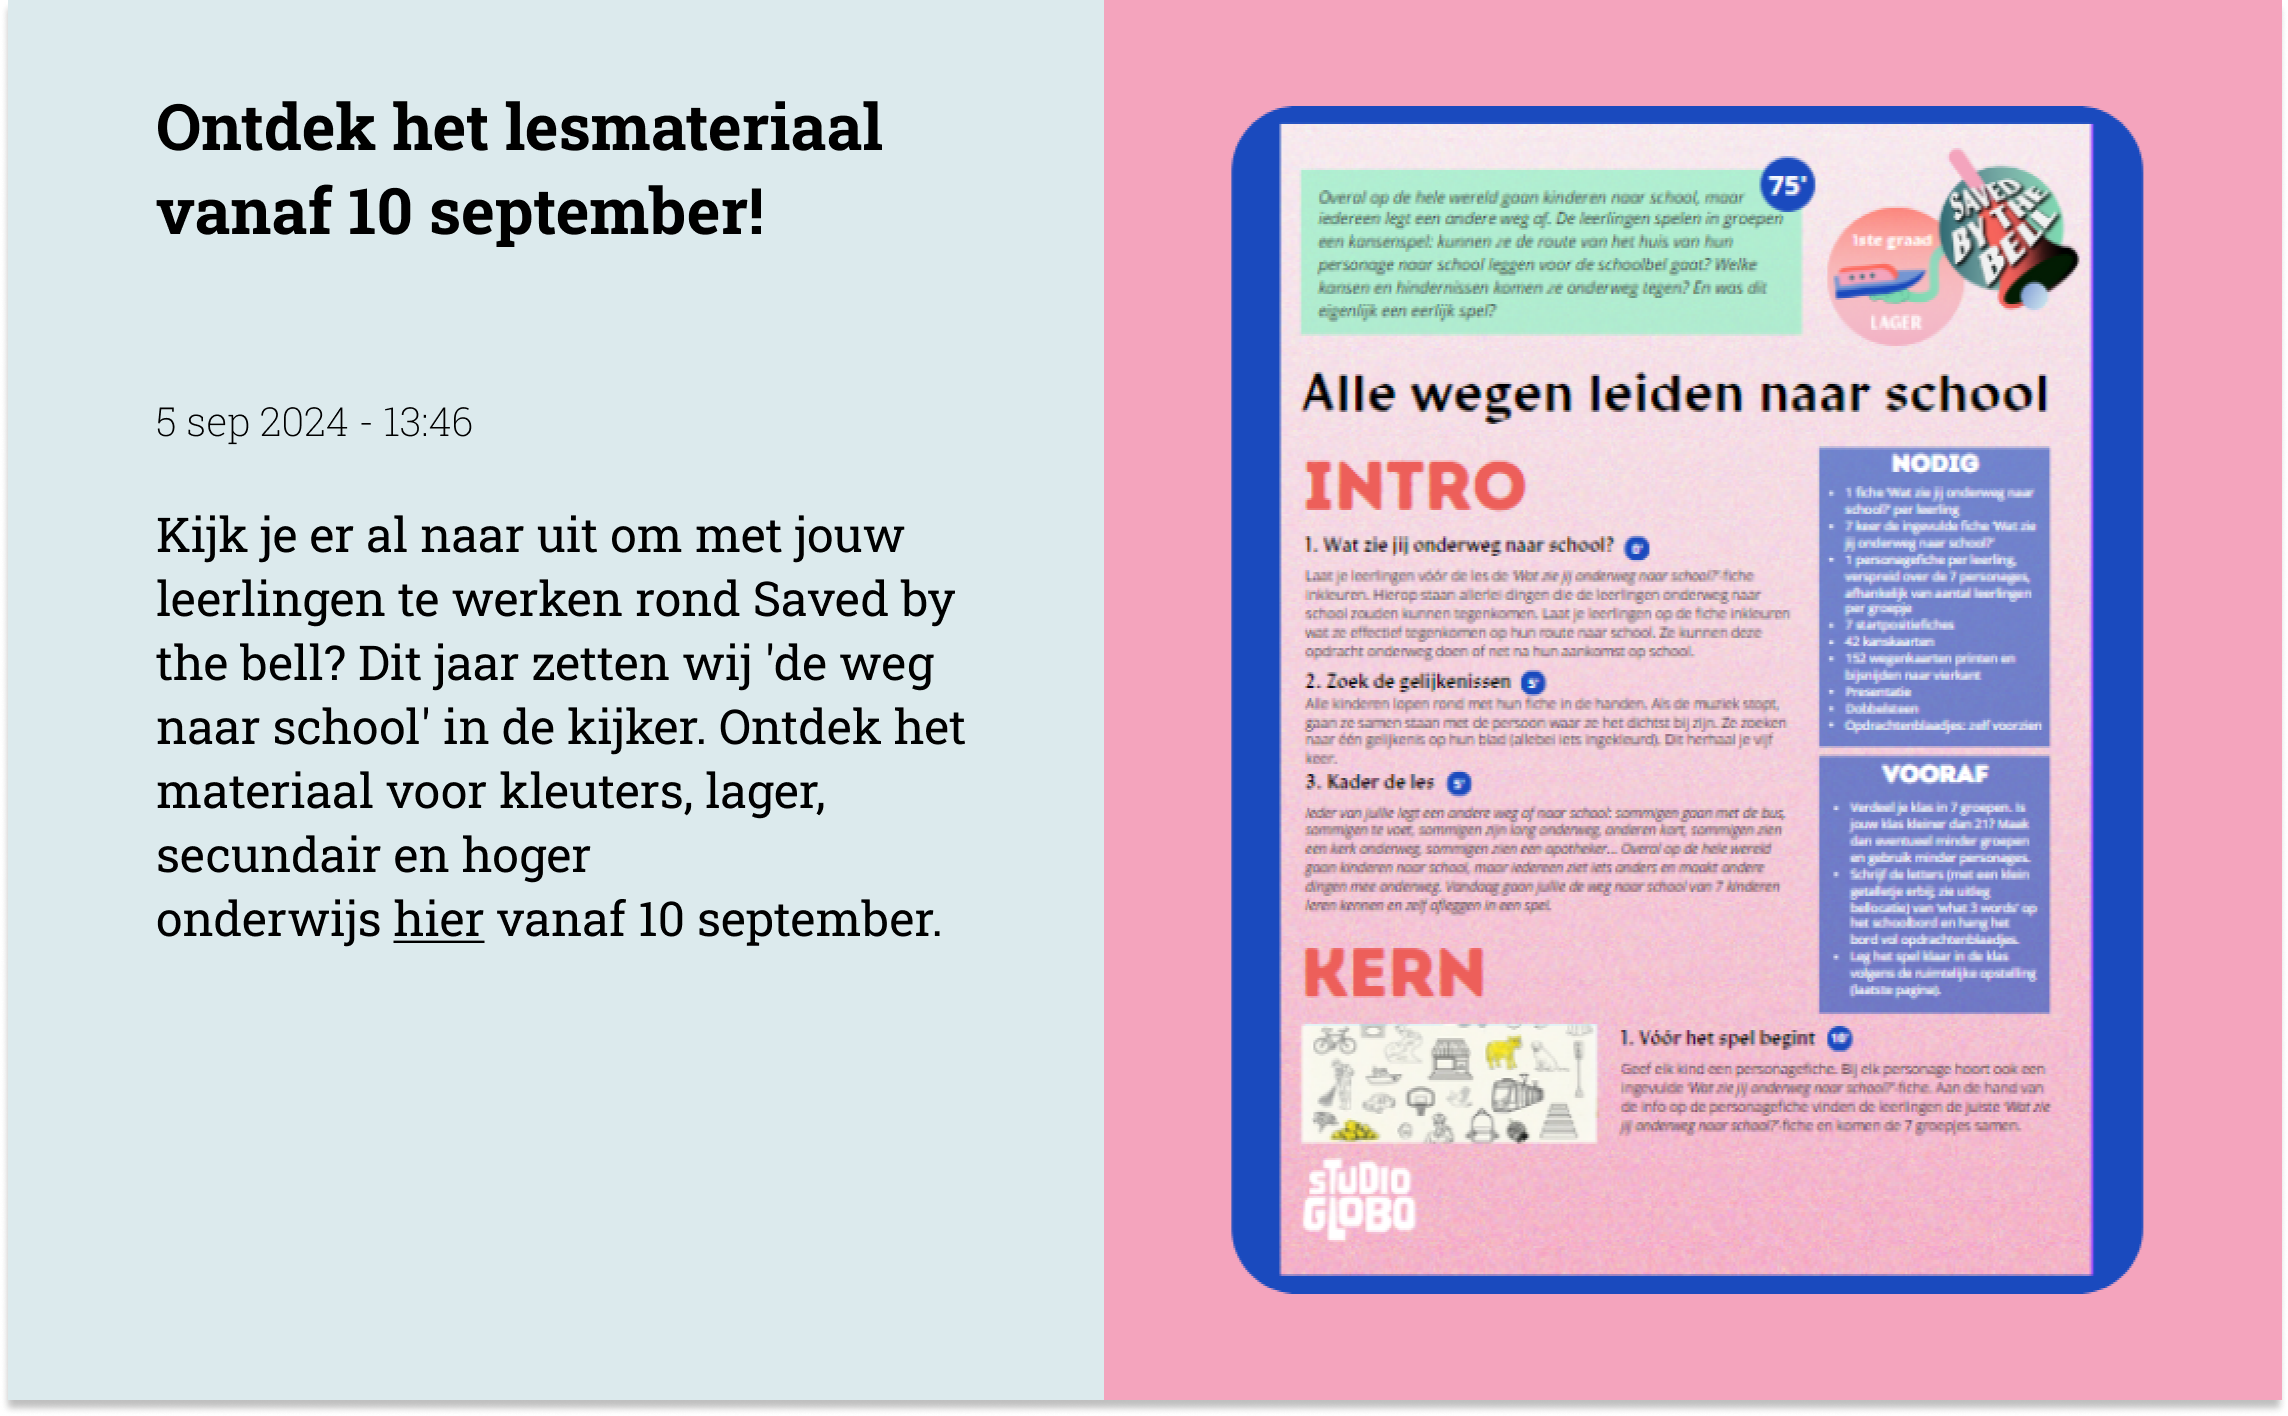 Ontdek het lesmateriaal
vanaf 10 september!
5 sep 2024 - 13:46
Kijk je er al naar uit om met jouw
leerlingen te werken rond Saved by
the bell? Dit jaar zetten wij 'de weg
naar school' in de kijker. Ontdek het
materiaal voor kleuters, lager,
secundair en hoger
onderwijs hier vanaf 10 september.
Overal op de hele wereld gaan kinderen naar school, maar
iedereen legt een andere weg af. De leerlingen spelen in groepen
een kansenspel: kunnen ze de route van het huis van hun
personage naar school leggen voor de schoolbel gaat? Welke
kansen en hindernissen komen ze onderweg tegen? En was dit
eigenlijk een eerlijk spel?
75'
1ste graad
LAGER
SAVED
BY THE
BELL
Alle wegen leiden naar school
INTRO
1. Wat zie jij onderweg naar school?
Laat je leerlingen vóór de les de 'Wat zie jij onderweg naar school?'-fiche
inkleuren. Hierop staan allerlei dingen die de leerlingen onderweg naar
school zouden kunnen tegenkomen. Laat je leerlingen op de fiche inkleuren
wat ze effectief tegenkomen op hun route naar school. Ze kunnen deze
opdracht onderweg doen of net na hun aankomst op school.
2. Zoek de gelijkenissen 5'
Alle kinderen lopen rond met hun fiche in de handen. Als de muziek stopt,
gaan ze samen staan met de persoon waar ze het dichtst bij zijn. Ze zoeken
naar één gelijkenis op hun blad (allebei iets ingekleurd). Dit herhaal je vijf
keer.
3. Kader de les 5'
Ieder van jullie legt een andere weg af naar school: sommigen gaan met de bus,
sommigen te voet, sommigen zijn lang onderweg, anderen kort, sommigen zien
een kerk onderweg, sommigen zien een apotheker... Overal op de hele wereld
gaan kinderen naar school, maar iedereen ziet iets anders en maakt andere
dingen mee onderweg. Vandaag gaan jullie de weg naar school van 7 kinderen
leren kennen en zelf afleggen in een spel.
NODIG
• 1 fiche 'Wat zie jij onderweg naar
school?' per leerling
• 7 keer de ingevulde fiche 'Wat zie
jij onderweg naar school?'
• 1 personagefiche per leerling,
verspreid over de 7 personages,
afhankelijk van aantal leerlingen
per groepje
• 7 startpositiefiches
• 42 kanskaarten
• 152 wegenkaarten printen en
bijsnijden naar vierkant
• Presentatie
• Dobbelsteen
• Opdrachtenblaadjes: zelf voorzien
VOORAF
• Verdeel je klas in 7 groepen. Is
jouw klas kleiner dan 21? Maak
dan eventueel minder groepen
en gebruik minder personages.
• Schrijf de letters (met een klein
getalletje erbij; zie uitleg
bellocatie) van 'what 3 words' op
het schoolbord en hang het
bord vol opdrachtenblaadjes.
• Leg het spel klaar in de klas
volgens de ruimtelijke opstelling
(laatste pagina).
KERN
1. Vóór het spel begint 10'
Geef elk kind een personagefiche. Bij elk personage hoort ook een
ingevulde 'Wat zie jij onderweg naar school?'-fiche. Aan de hand van
de info op de personagefiche vinden de leerlingen de juiste 'Wat zie
jij onderweg naar school?'-fiche en komen de 7 groepjes samen.
STUDIO
GLOBO